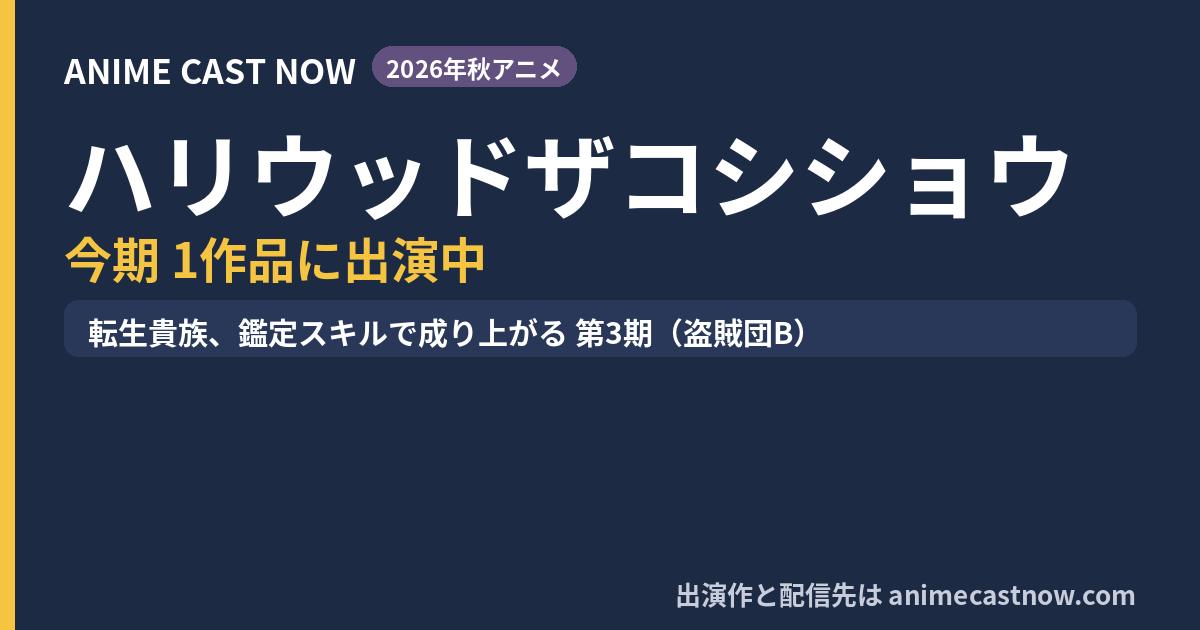 ANIME CAST NOW 2026年秋アニメ
ハリウッドザコシショウ
今期 1作品に出演中
転生貴族、鑑定スキルで成り上がる 第3期（盗賊団B）
出演作と配信先は animecastnow.com